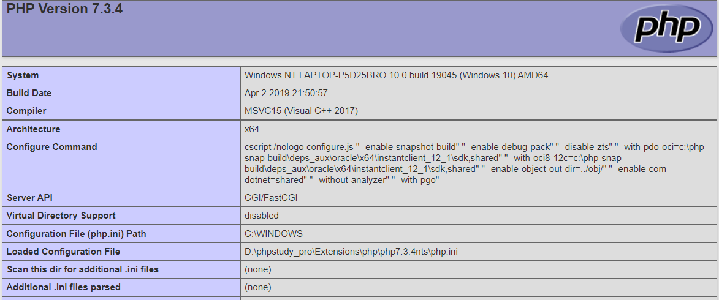 PHP Version 7.3.4
php
System Windows NT LAPTOP-P5D25BRO 10.0 build 19045 (Windows 10) AMD64
Build Date Apr 2 2019 21:50:57
Compiler MSVC15 (Visual C++ 2017)
Architecture x64
Configure Command cscript /nologo configure.js "--enable-snapshot-build" "--enable-debug-pack" "--disable-zts" "--with-pdo-oci=c:\php-
snap-build\deps_aux\oracle\x64\instantclient_12_1\sdk,shared" "--with-oci8-12c=c:\php-snap-
build\deps_aux\oracle\x64\instantclient_12_1\sdk,shared" "--enable-object-out-dir=../obj/" "--enable-com-
dotnet=shared" "--without-analyzer" "--with-pgo"
Server API CGI/FastCGI
Virtual Directory Support disabled
Configuration File (php.ini) Path C:\WINDOWS
Loaded Configuration File D:\phpstudy_pro\Extensions\php\php7.3.4nts\php.ini
Scan this dir for additional .ini files (none)
Additional .ini files parsed (none)